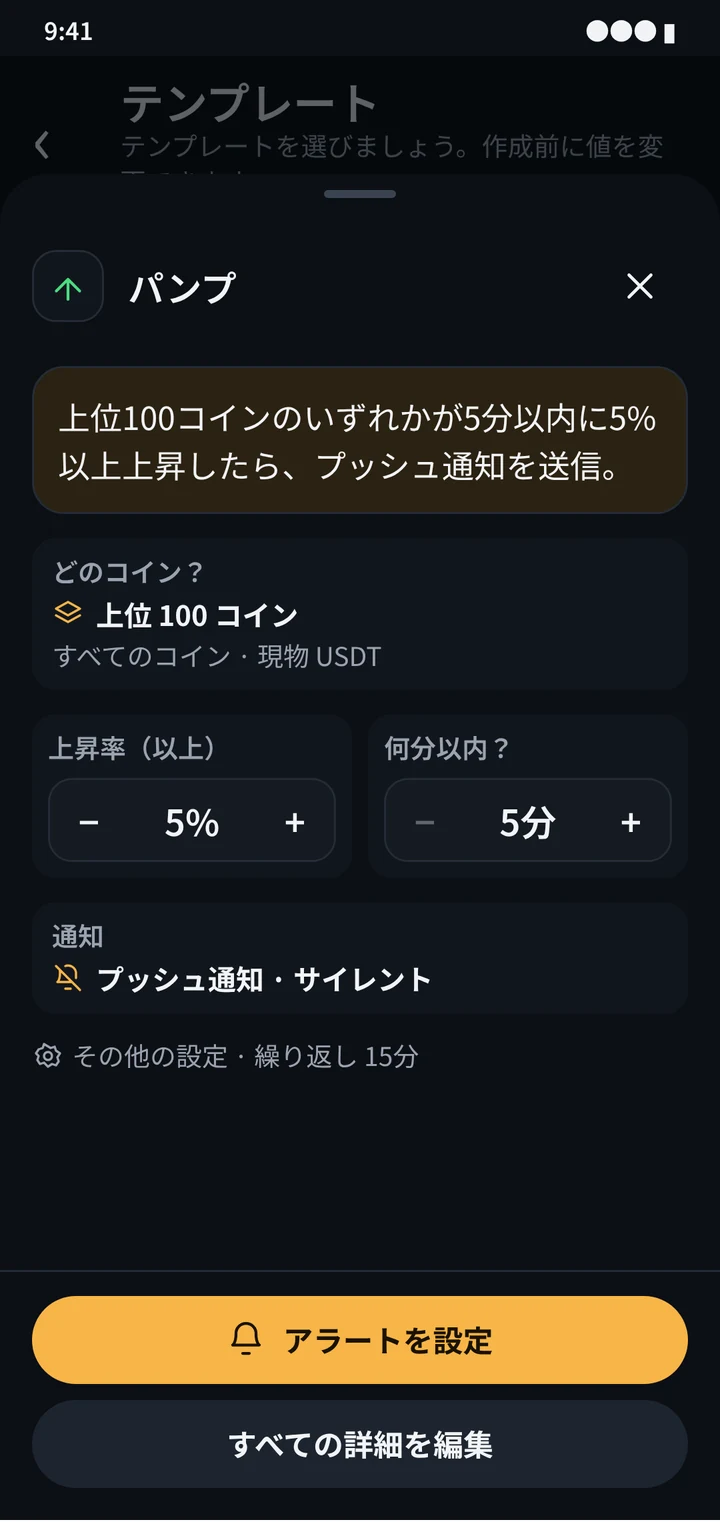 9:41
テンプレート
テンプレートを選びましょう。作成前に値を変
パンプ
上位100コインのいずれかが5分以内に5%
以上上昇したら、プッシュ通知を送信。
どのコイン？
上位 100 コイン
すべてのコイン · 現物 USDT
上昇率（以上）
何分以内？
− 5% +
− 5分 +
通知
プッシュ通知 · サイレント
その他の設定 · 繰り返し 15分
アラートを設定
すべての詳細を編集